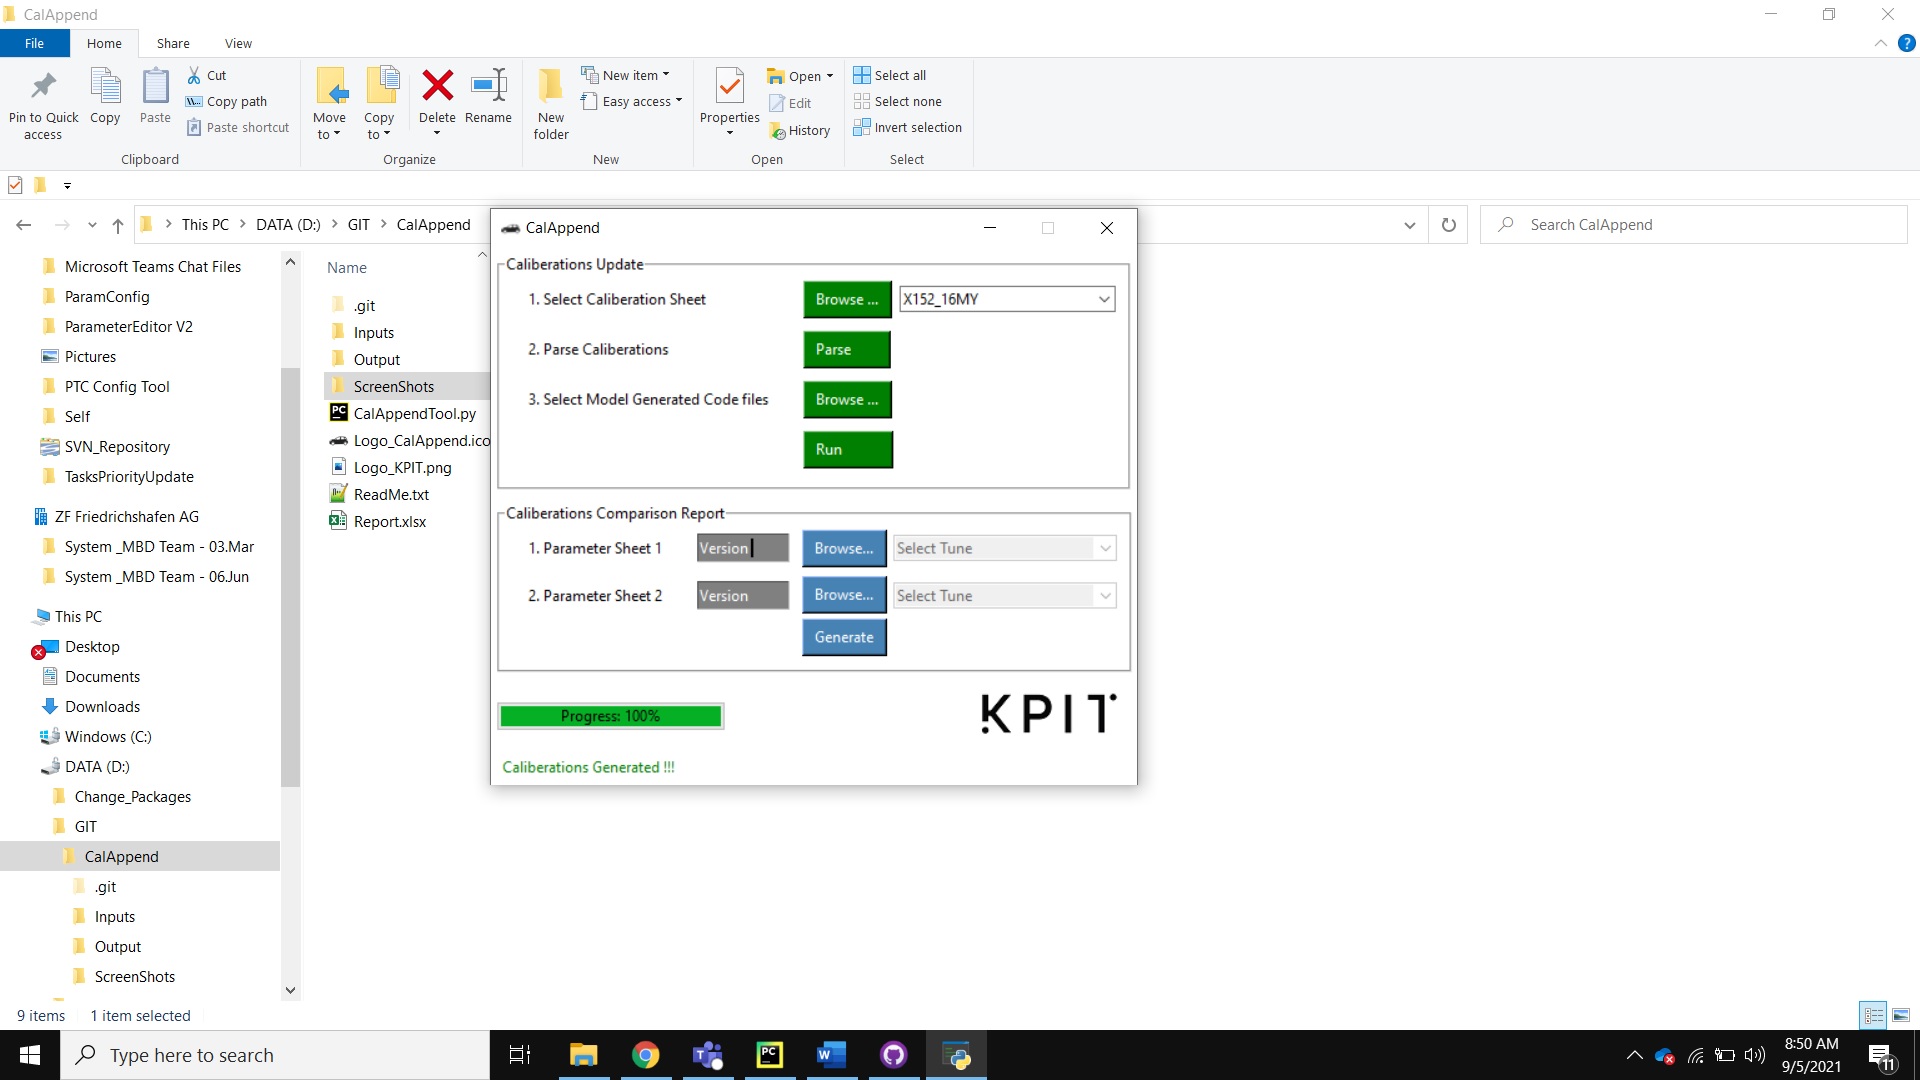 CalAppend
File Home Share View
Pin to Quick access
Copy
Paste
Cut
Copy path
Paste shortcut
Clipboard
Move to
Copy to
Delete
Rename
Organize
New folder
New item
Easy access
New
Properties
Open
Edit
History
Open
Select all
Select none
Invert selection
Select
This PC > DATA (D:) > GIT > CalAppend
Search CalAppend
Microsoft Teams Chat Files
ParamConfig
ParameterEditor V2
Pictures
PTC Config Tool
Self
SVN_Repository
TasksPriorityUpdate
ZF Friedrichshafen AG
System _MBD Team - 03.Mar
System _MBD Team - 06.Jun
This PC
Desktop
Documents
Downloads
Windows (C:)
DATA (D:)
Change_Packages
GIT
CalAppend
.git
Inputs
Output
ScreenShots
Name
.git
Inputs
Output
ScreenShots
CalAppendTool.py
Logo_CalAppend.ico
Logo_KPIT.png
ReadMe.txt
Report.xlsx
CalAppend
Caliberations Update
1. Select Caliberation Sheet Browse ... X152_16MY
2. Parse Caliberations Parse
3. Select Model Generated Code files Browse ...
Run
Caliberations Comparison Report
1. Parameter Sheet 1 Version Browse... Select Tune
2. Parameter Sheet 2 Version Browse... Select Tune
Generate
Progress: 100%
KPIT
Caliberations Generated !!!
9 items 1 item selected
Type here to search
8:50 AM
9/5/2021
11